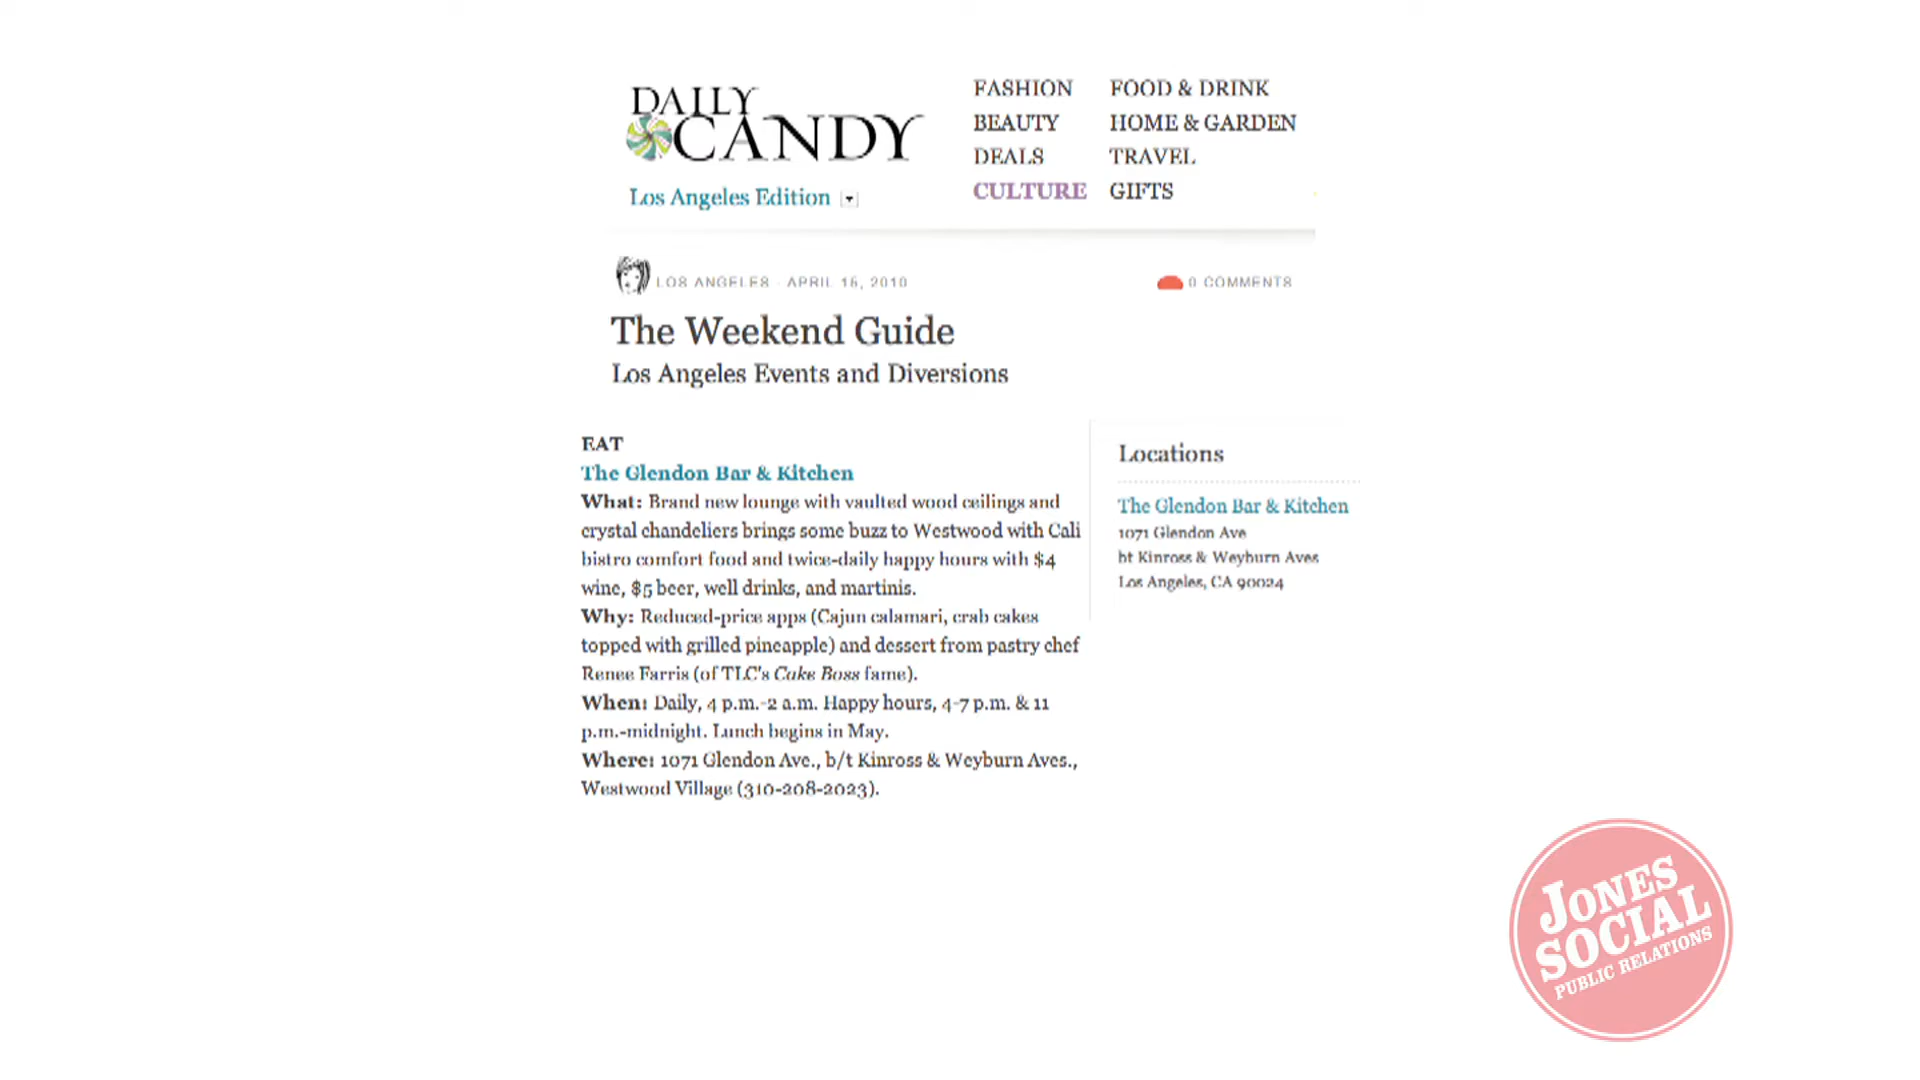 DAILY
CANDY
Los Angeles Edition
FASHION
BEAUTY
DEALS
CULTURE
FOOD & DRINK
HOME & GARDEN
TRAVEL
GIFTS
LOS ANGELES · APRIL 16, 2010
0 COMMENTS
The Weekend Guide
Los Angeles Events and Diversions
EAT
The Glendon Bar & Kitchen
What: Brand new lounge with vaulted wood ceilings and
crystal chandeliers brings some buzz to Westwood with Cali
bistro comfort food and twice-daily happy hours with $4
wine, $5 beer, well drinks, and martinis.
Why: Reduced-price apps (Cajun calamari, crab cakes
topped with grilled pineapple) and dessert from pastry chef
Renee Farris (of TLC's Cake Boss fame).
When: Daily, 4 p.m.-2 a.m. Happy hours, 4-7 p.m. & 11
p.m.-midnight. Lunch begins in May.
Where: 1071 Glendon Ave., b/t Kinross & Weyburn Aves.,
Westwood Village (310-208-2023).
Locations
The Glendon Bar & Kitchen
1071 Glendon Ave
bt Kinross & Weyburn Aves
Los Angeles, CA 90024
JONES
SOCIAL
PUBLIC RELATIONS